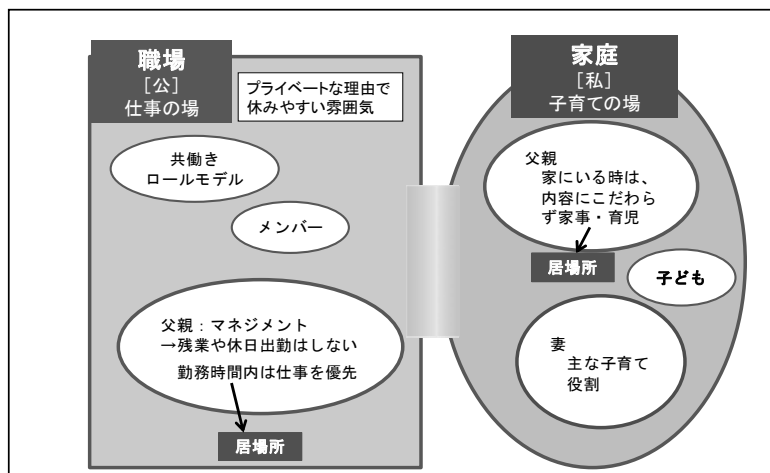 職場
[公]
仕事の場
プライベートな理由で
休みやすい雰囲気
共働き
ロールモデル
メンバー
父親：マネジメント
→残業や休日出勤はしない
勤務時間内は仕事を優先
居場所
家庭
[私]
子育ての場
父親
家にいる時は、
内容にこだわら
ず家事・育児
居場所
子ども
妻
主な子育て
役割